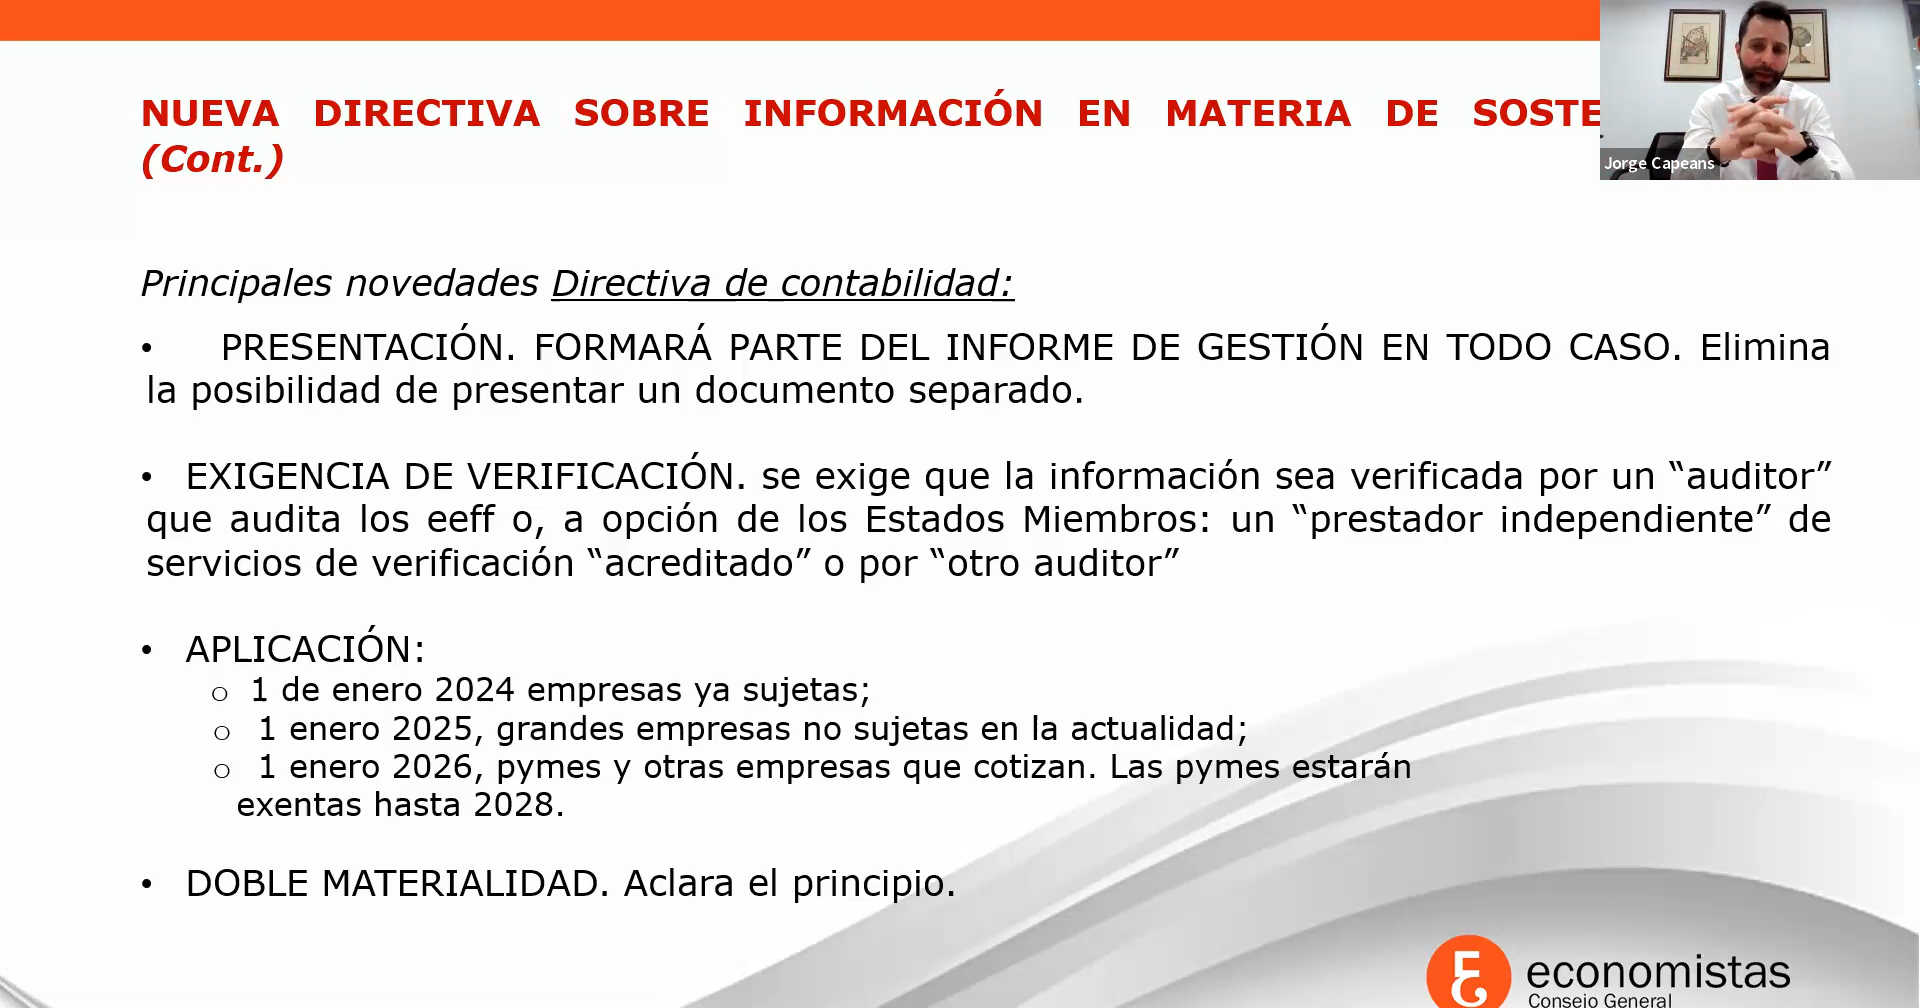 NUEVA DIRECTIVA SOBRE INFORMACIÓN EN MATERIA DE SOSTE
(Cont.)
Jorge Capeans
Principales novedades Directiva de contabilidad:
• PRESENTACIÓN. FORMARÁ PARTE DEL INFORME DE GESTIÓN EN TODO CASO. Elimina
la posibilidad de presentar un documento separado.
• EXIGENCIA DE VERIFICACIÓN. se exige que la información sea verificada por un “auditor”
que audita los eeff o, a opción de los Estados Miembros: un “prestador independiente” de
servicios de verificación “acreditado” o por “otro auditor”
• APLICACIÓN:
o 1 de enero 2024 empresas ya sujetas;
o 1 enero 2025, grandes empresas no sujetas en la actualidad;
o 1 enero 2026, pymes y otras empresas que cotizan. Las pymes estarán
exentas hasta 2028.
• DOBLE MATERIALIDAD. Aclara el principio.
economistas
Consejo General